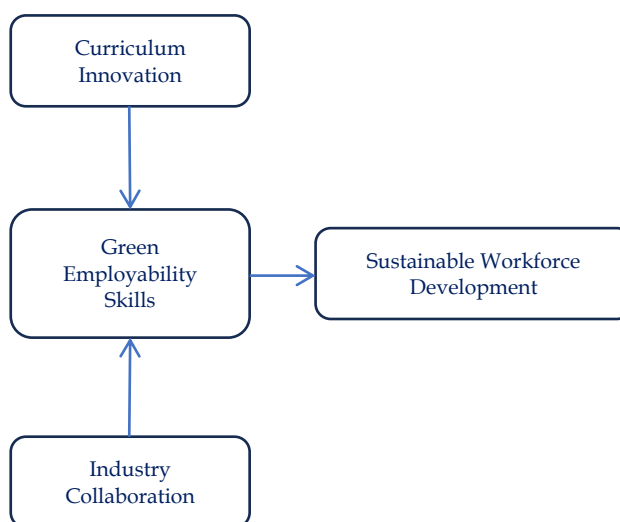 Curriculum
Innovation
Green
Employability
Skills
Sustainable Workforce
Development
Industry
Collaboration